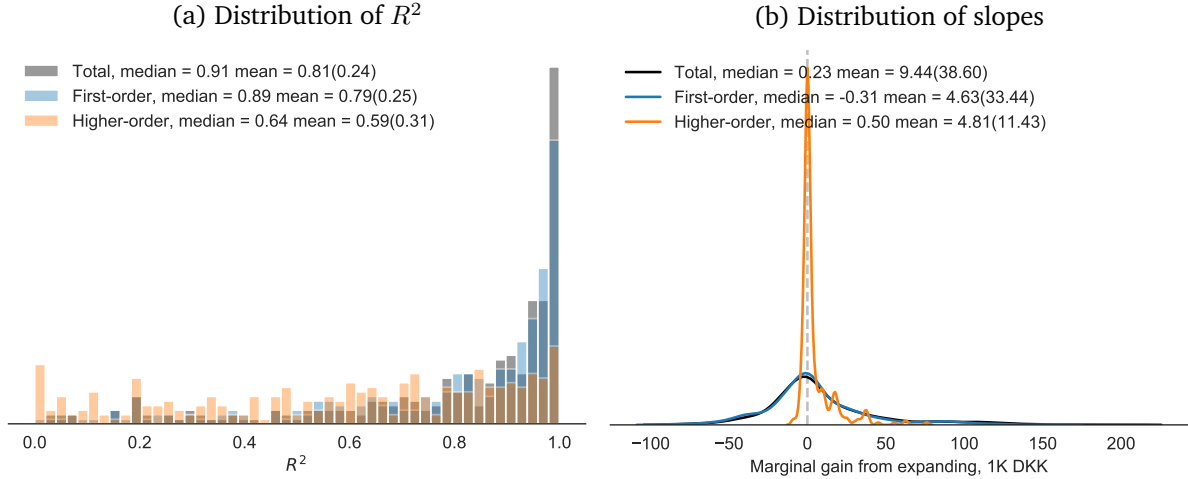 (a) Distribution of R²
Total, median = 0.91 mean = 0.81(0.24)
First-order, median = 0.89 mean = 0.79(0.25)
Higher-order, median = 0.64 mean = 0.59(0.31)
0.0 0.2 0.4 0.6 0.8 1.0
R²
(b) Distribution of slopes
Total, median = 0.23 mean = 9.44(38.60)
First-order, median = -0.31 mean = 4.63(33.44)
Higher-order, median = 0.50 mean = 4.81(11.43)
−100 −50 0 50 100 150 200
Marginal gain from expanding, 1K DKK